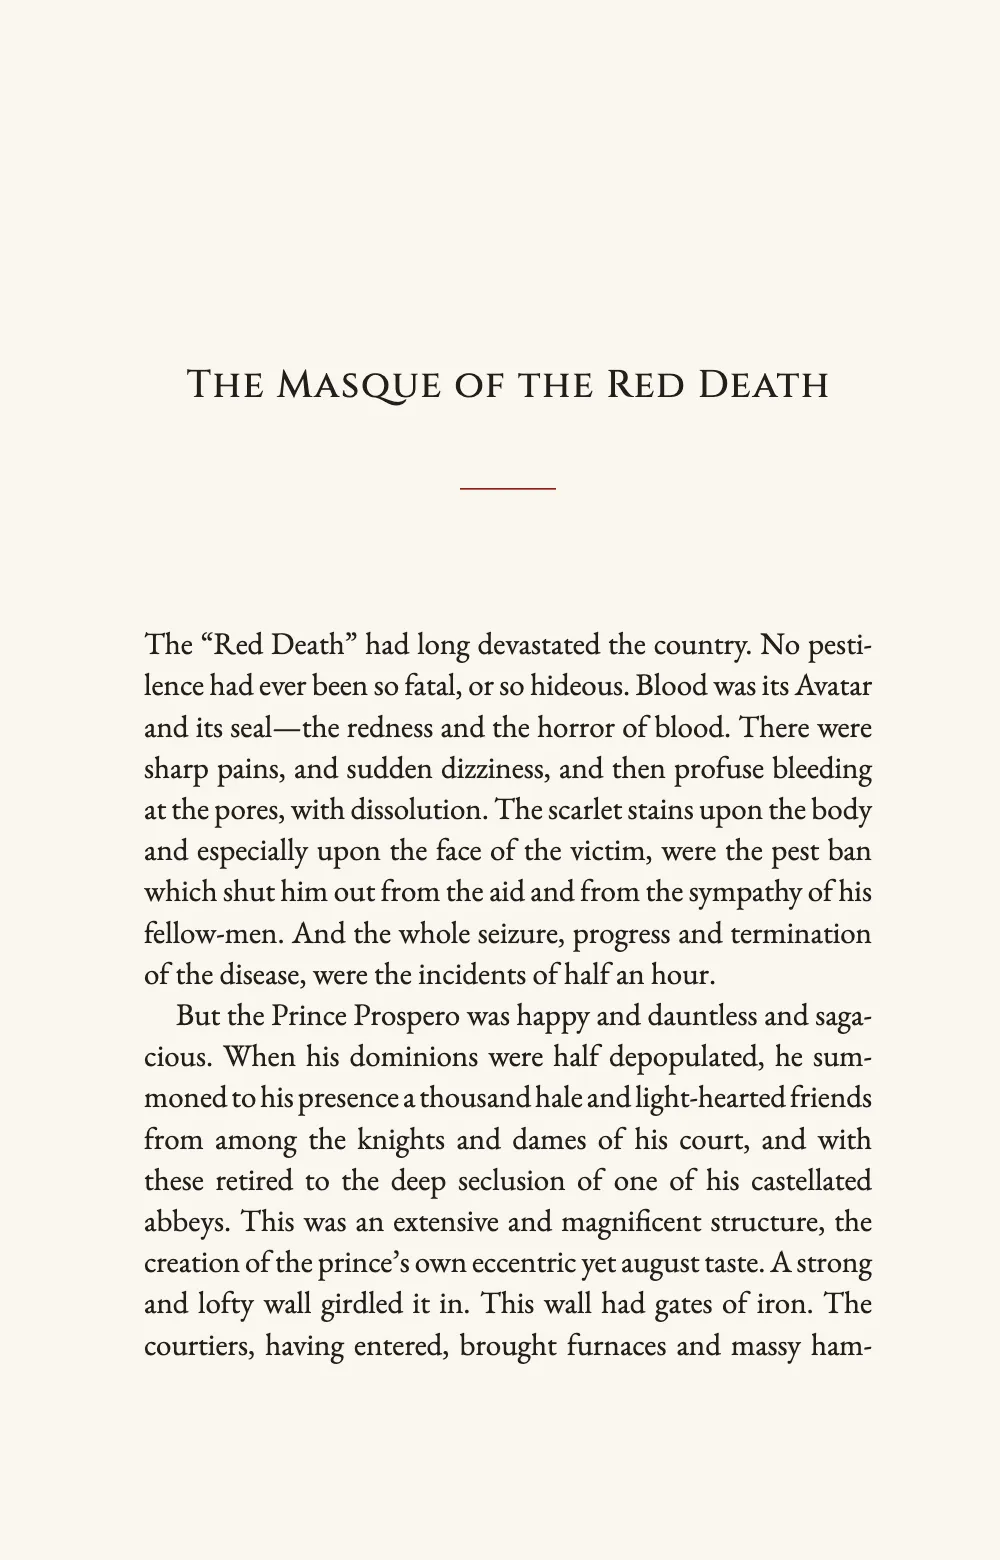 The Masque of the Red Death
The “Red Death” had long devastated the country. No pesti-
lence had ever been so fatal, or so hideous. Blood was its Avatar
and its seal—the redness and the horror of blood. There were
sharp pains, and sudden dizziness, and then profuse bleeding
at the pores, with dissolution. The scarlet stains upon the body
and especially upon the face of the victim, were the pest ban
which shut him out from the aid and from the sympathy of his
fellow-men. And the whole seizure, progress and termination
of the disease, were the incidents of half an hour.
But the Prince Prospero was happy and dauntless and saga-
cious. When his dominions were half depopulated, he sum-
moned to his presence a thousand hale and light-hearted friends
from among the knights and dames of his court, and with
these retired to the deep seclusion of one of his castellated
abbeys. This was an extensive and magnificent structure, the
creation of the prince’s own eccentric yet august taste. A strong
and lofty wall girdled it in. This wall had gates of iron. The
courtiers, having entered, brought furnaces and massy ham-